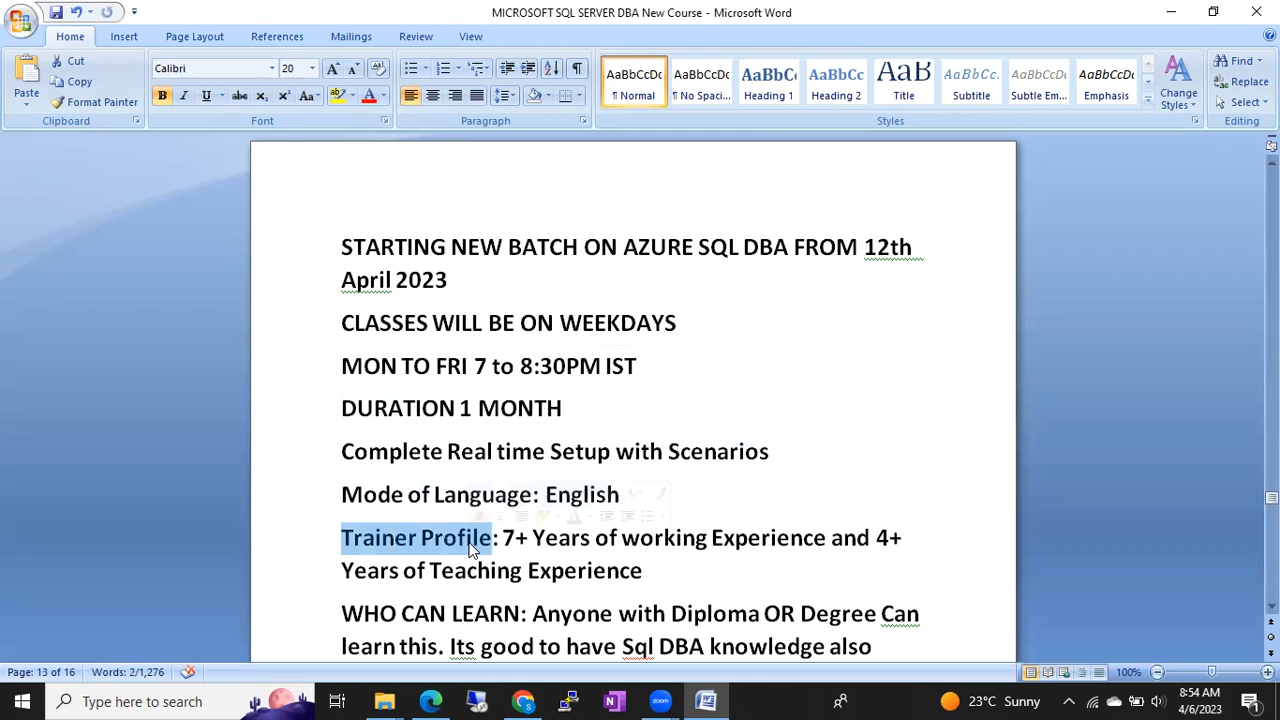 MICROSOFT SQL SERVER DBA New Course - Microsoft Word
Home Insert Page Layout References Mailings Review View
Paste
Cut
Copy
Format Painter
Clipboard
Calibri 20
Font
Paragraph
AaBbCcDc AaBbCcDc AaBbCc AaBbCc AaB AaBbCc. AaBbCcDc AaBbCcDc
¶ Normal ¶ No Spaci... Heading 1 Heading 2 Title Subtitle Subtle Em... Emphasis
Change Styles
Styles
Find
Replace
Select
Editing
STARTING NEW BATCH ON AZURE SQL DBA FROM 12th
April 2023
CLASSES WILL BE ON WEEKDAYS
MON TO FRI 7 to 8:30PM IST
DURATION 1 MONTH
Complete Real time Setup with Scenarios
Mode of Language: English
Trainer Profile: 7+ Years of working Experience and 4+
Years of Teaching Experience
WHO CAN LEARN: Anyone with Diploma OR Degree Can
learn this. Its good to have Sql DBA knowledge also
Page: 13 of 16 Words: 2/1,276 100%
Type here to search
zoom
23°C Sunny
8:54 AM
4/6/2023